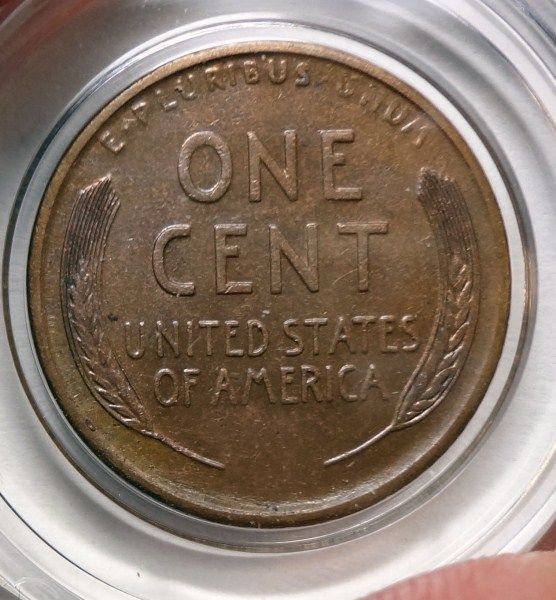 E·PLURIBUS·UNUM
ONE
CENT
UNITED STATES
OF AMERICA